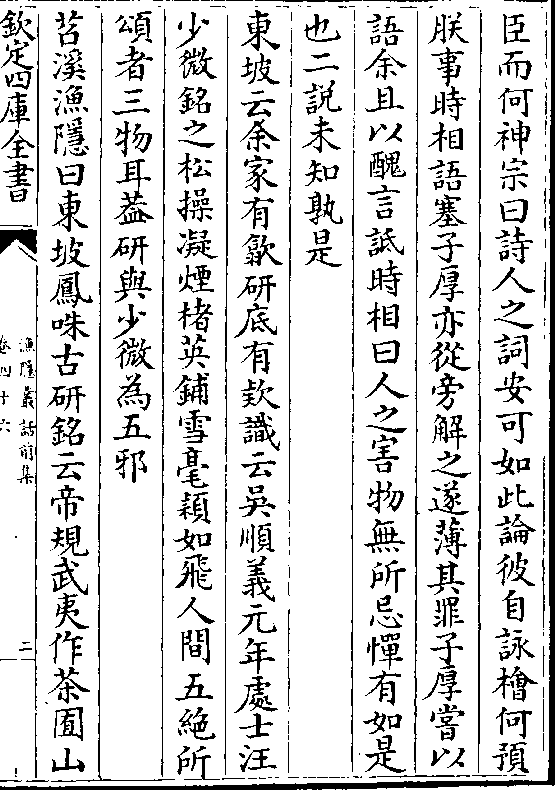 臣而何神宗曰詩人之詞安可如此論彼自詠檜何預
朕事時相語塞子厚亦從旁解之遂薄其罪子厚嘗以
語余且以醜言詆時相曰人之害物無所忌憚有如是
也二説未知孰是
東坡云余家有歙研底有欵識云吳順義元年處士汪
少微銘之松操凝煙楮英鋪雪毫穎如飛人間五絶所
頌者三物耳葢研與少微為五邪
苕溪漁隱曰東坡鳳咮古研銘云帝規武夷作茶囿山
欽定四庫全書
漁隱叢話前集
卷四十六
二